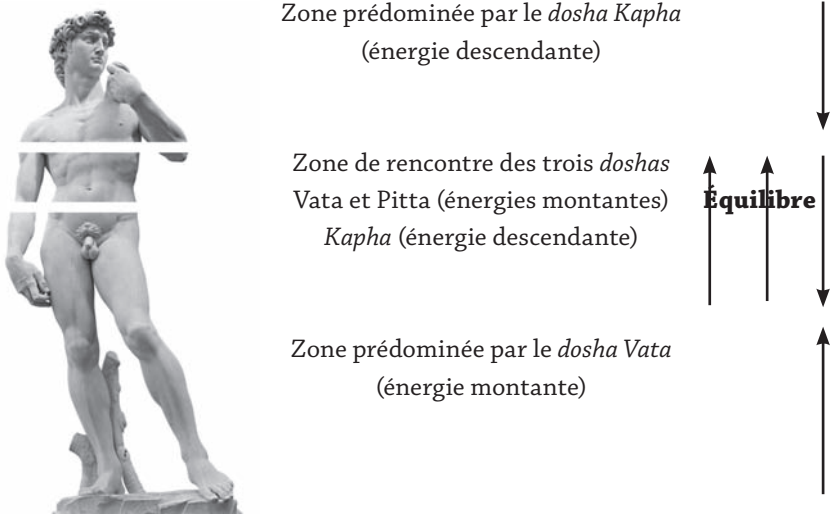 Zone prédominée par le dosha Kapha
(énergie descendante)
Zone de rencontre des trois doshas
Vata et Pitta (énergies montantes)
Kapha (énergie descendante)
Équilibre
Zone prédominée par le dosha Vata
(énergie montante)